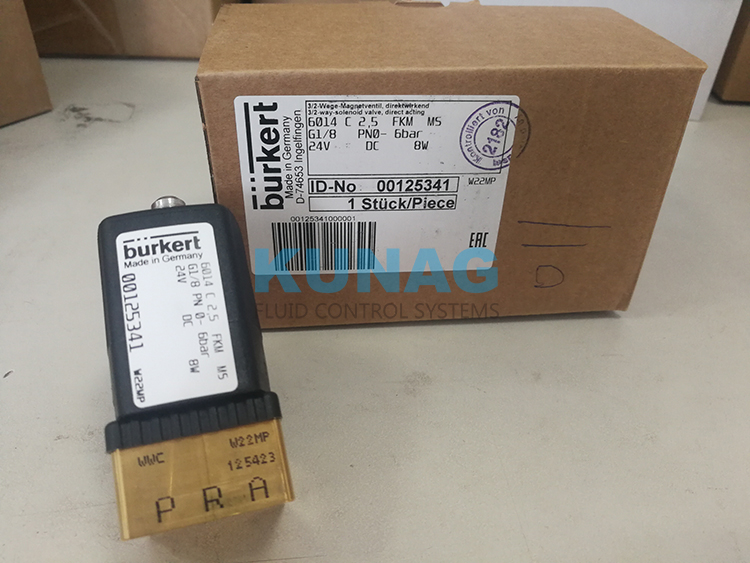 bürkert
Made in Germany
D-74653 Ingelfingen
3/2-Wege-Magnetventil, direktwirkend
3/2-way-solenoid valve, direct acting
6014 C 2,5 FKM MS
G1/8 PN0- 6bar
24V DC 8W
ID-No 00125341
W22MP
1 Stück/Piece
00125341000001
EAC
Kontrolliert von
2182
KUNAG
FLUID CONTROL SYSTEMS
bürkert
Made in Germany
6014 C 2,5 FKM MS
G1/8 PN 0- 6bar
24V DC 8W
00125341 W22MP
WWC W22MP
125423
P R A